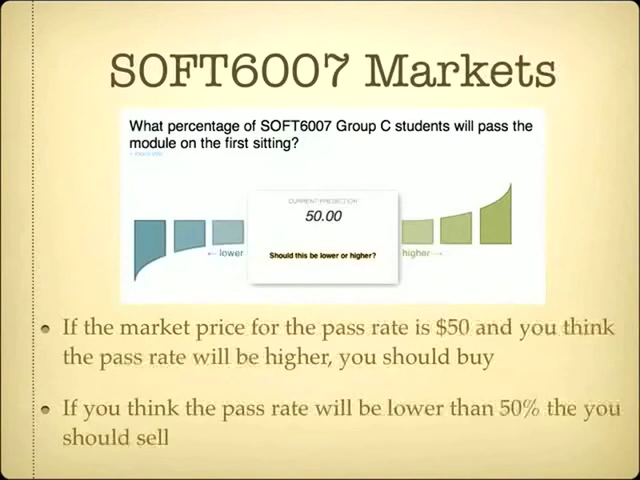 SOFT6007 Markets
What percentage of SOFT6007 Group C students will pass the
module on the first sitting?
CURRENT PREDICTION
50.00
← lower
Should this be lower or higher?
higher →
If the market price for the pass rate is $50 and you think
the pass rate will be higher, you should buy
If you think the pass rate will be lower than 50% the you
should sell